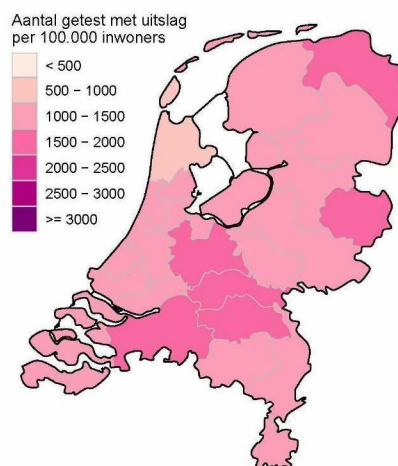 Aantal getest met uitslag
per 100.000 inwoners
< 500
500 – 1000
1000 – 1500
1500 – 2000
2000 – 2500
2500 – 3000
>= 3000